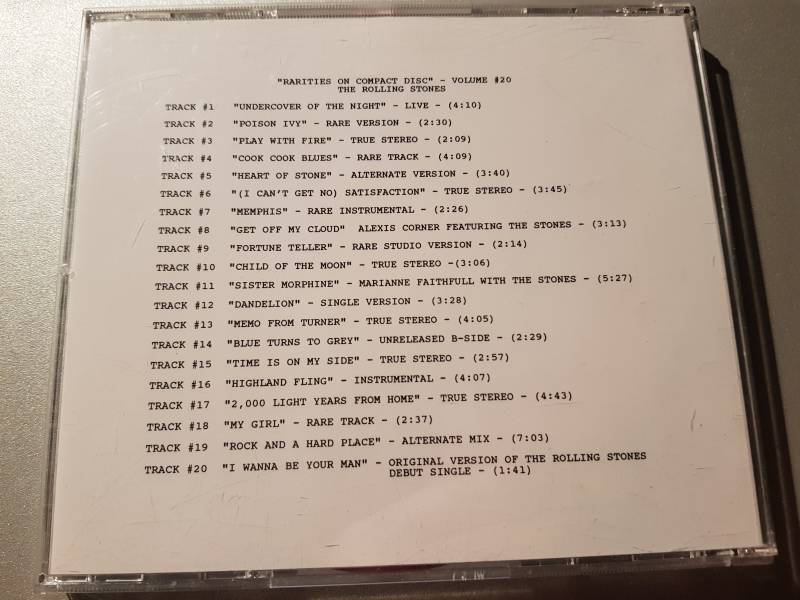 "RARITIES ON COMPACT DISC" - VOLUME #20
THE ROLLING STONES
TRACK #1 "UNDERCOVER OF THE NIGHT" - LIVE - (4:10)
TRACK #2 "POISON IVY" - RARE VERSION - (2:30)
TRACK #3 "PLAY WITH FIRE" - TRUE STEREO - (2:09)
TRACK #4 "COOK COOK BLUES" - RARE TRACK - (4:09)
TRACK #5 "HEART OF STONE" - ALTERNATE VERSION - (3:40)
TRACK #6 "(I CAN'T GET NO) SATISFACTION" - TRUE STEREO - (3:45)
TRACK #7 "MEMPHIS" - RARE INSTRUMENTAL - (2:26)
TRACK #8 "GET OFF MY CLOUD" ALEXIS CORNER FEATURING THE STONES - (3:13)
TRACK #9 "FORTUNE TELLER" - RARE STUDIO VERSION - (2:14)
TRACK #10 "CHILD OF THE MOON" - TRUE STEREO -(3:06)
TRACK #11 "SISTER MORPHINE" - MARIANNE FAITHFULL WITH THE STONES - (5:27)
TRACK #12 "DANDELION" - SINGLE VERSION - (3:28)
TRACK #13 "MEMO FROM TURNER" - TRUE STEREO - (4:05)
TRACK #14 "BLUE TURNS TO GREY" - UNRELEASED B-SIDE - (2:29)
TRACK #15 "TIME IS ON MY SIDE" - TRUE STEREO - (2:57)
TRACK #16 "HIGHLAND FLING" - INSTRUMENTAL - (4:07)
TRACK #17 "2,000 LIGHT YEARS FROM HOME" - TRUE STEREO - (4:43)
TRACK #18 "MY GIRL" - RARE TRACK - (2:37)
TRACK #19 "ROCK AND A HARD PLACE" - ALTERNATE MIX - (7:03)
TRACK #20 "I WANNA BE YOUR MAN" - ORIGINAL VERSION OF THE ROLLING STONES
DEBUT SINGLE - (1:41)